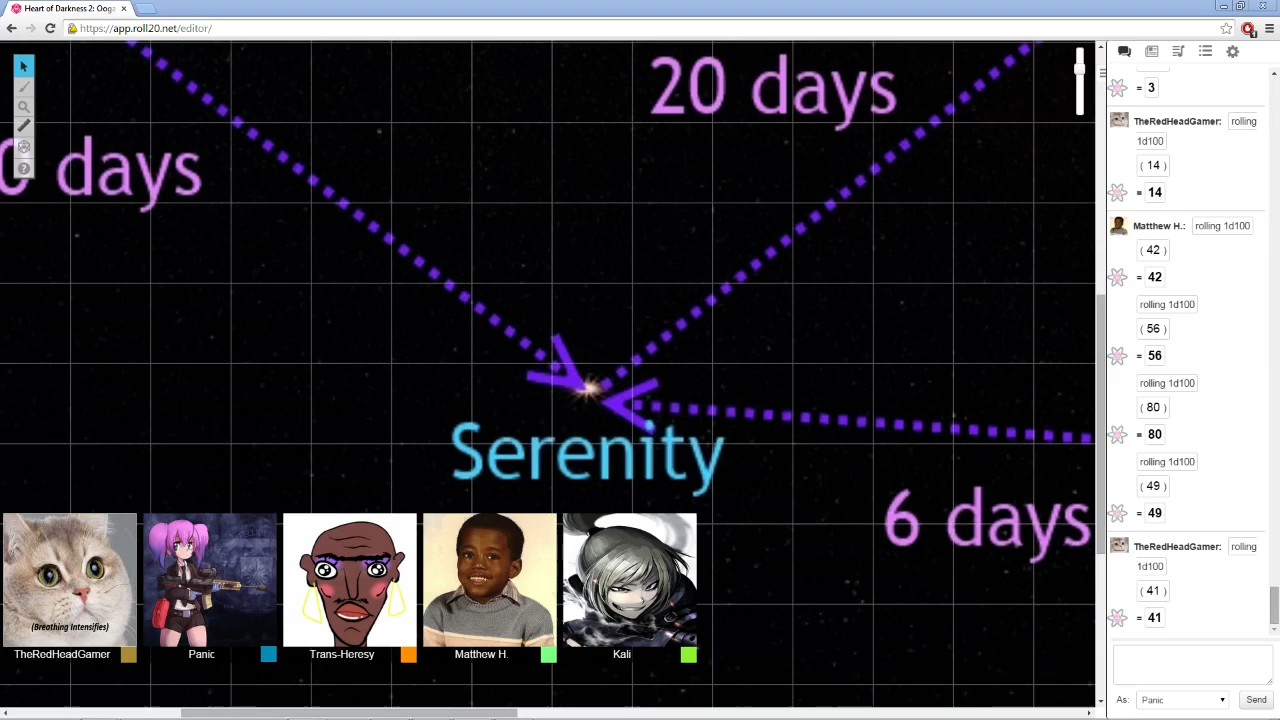 Heart of Darkness 2: Ooga
https://app.roll20.net/editor/
20 days
0 days
Serenity
6 days
(Breathing Intensifies)
TheRedHeadGamer
Panic
Trans-Heresy
Matthew H.
Kali
= 3
TheRedHeadGamer: rolling
1d100
( 14 )
= 14
Matthew H.: rolling 1d100
( 42 )
= 42
rolling 1d100
( 56 )
= 56
rolling 1d100
( 80 )
= 80
rolling 1d100
( 49 )
= 49
TheRedHeadGamer: rolling
1d100
( 41 )
= 41
As: Panic
Send